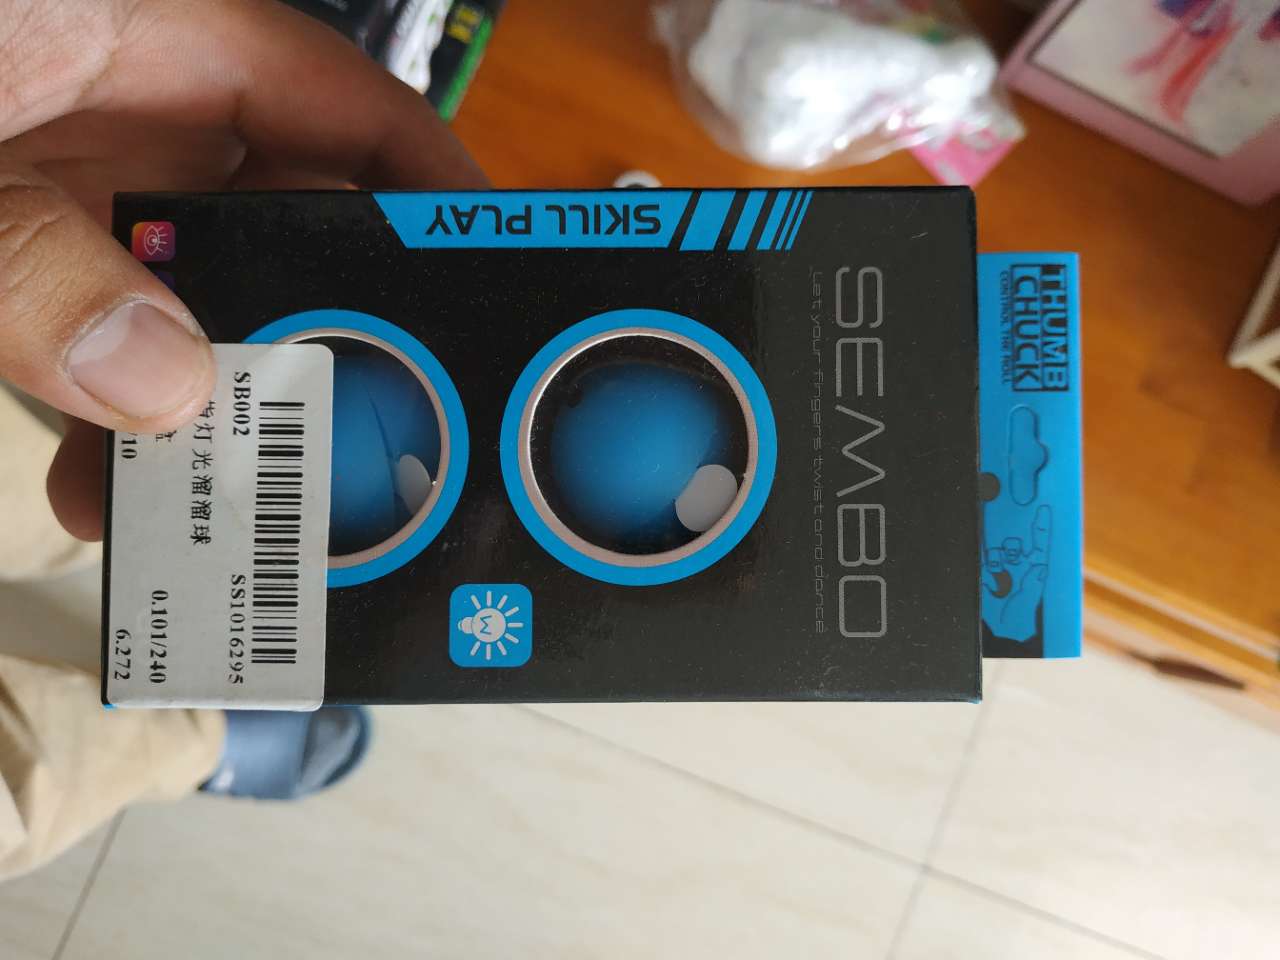 THUMB
CHUCK
CONTROL THE ROLL
SEMBO
Let your fingers twist and dance
SKILL PLAY
SB002
灯光溜溜球
SS1016295
0.101/240
6.272